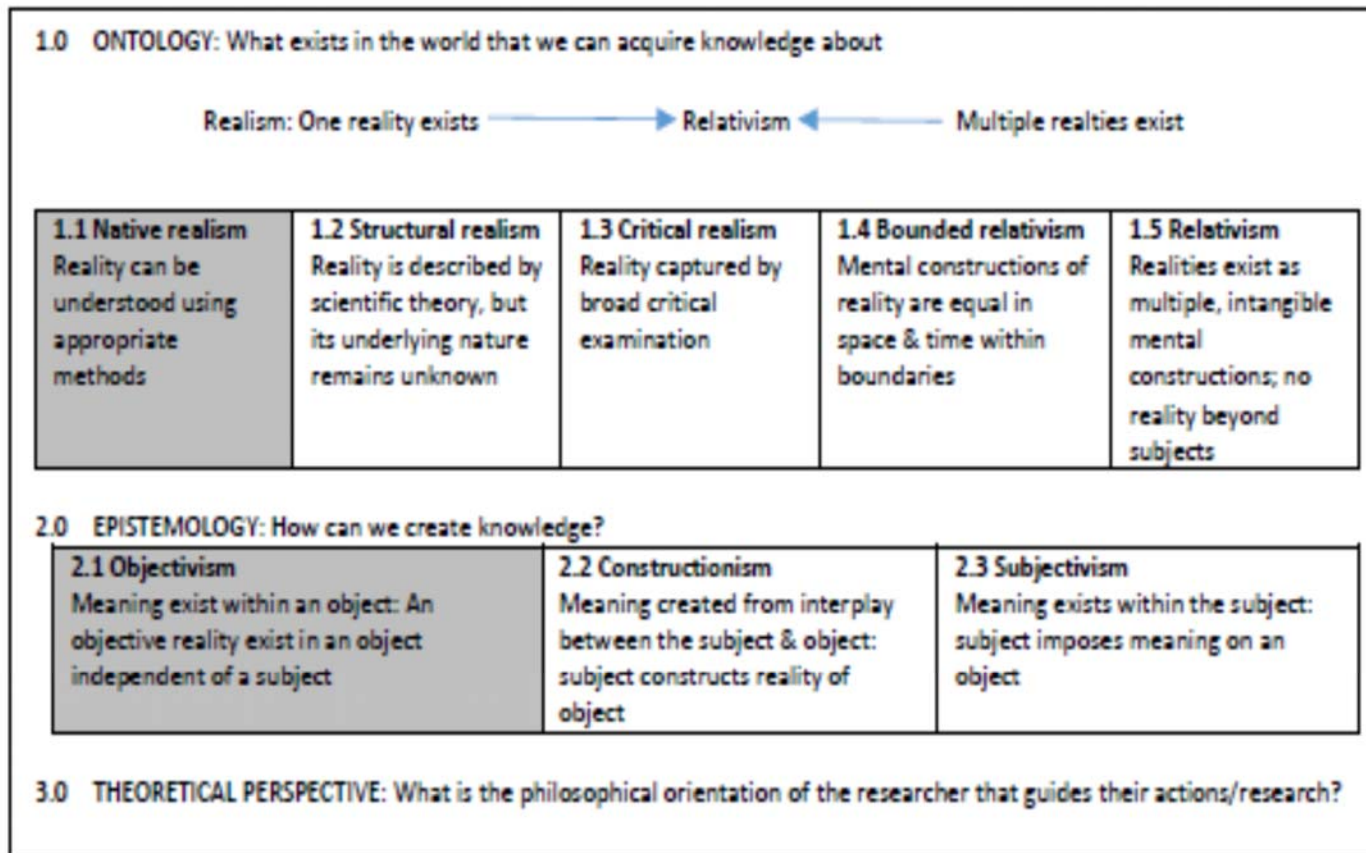 1.0 ONTOLOGY: What exists in the world that we can acquire knowledge about
Realism: One reality exists Relativism Multiple realties exist
1.1 Native realism
Reality can be
understood using
appropriate
methods
1.2 Structural realism
Reality is described by
scientific theory, but
its underlying nature
remains unknown
1.3 Critical realism
Reality captured by
broad critical
examination
1.4 Bounded relativism
Mental constructions of
reality are equal in
space & time within
boundaries
1.5 Relativism
Realities exist as
multiple, intangible
mental
constructions; no
reality beyond
subjects
2.0 EPISTEMOLOGY: How can we create knowledge?
2.1 Objectivism
Meaning exist within an object: An
objective reality exist in an object
independent of a subject
2.2 Constructionism
Meaning created from interplay
between the subject & object:
subject constructs reality of
object
2.3 Subjectivism
Meaning exists within the subject:
subject imposes meaning on an
object
3.0 THEORETICAL PERSPECTIVE: What is the philosophical orientation of the researcher that guides their actions/research?